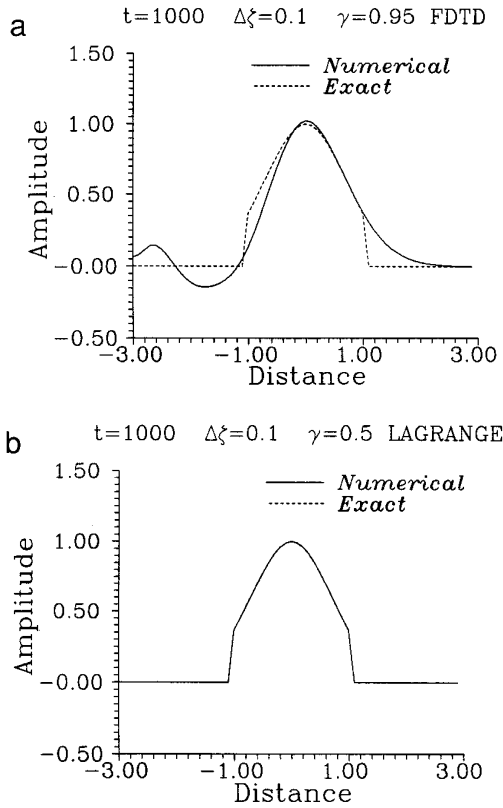 a
t=1000 Δζ=0.1 γ=0.95 FDTD
1.50
1.00
0.50
-0.00
-0.50
Amplitude
Numerical
Exact
-3.00 -1.00 1.00 3.00
Distance
b
t=1000 Δζ=0.1 γ=0.5 LAGRANGE
1.50
1.00
0.50
-0.00
-0.50
Amplitude
Numerical
Exact
-3.00 -1.00 1.00 3.00
Distance